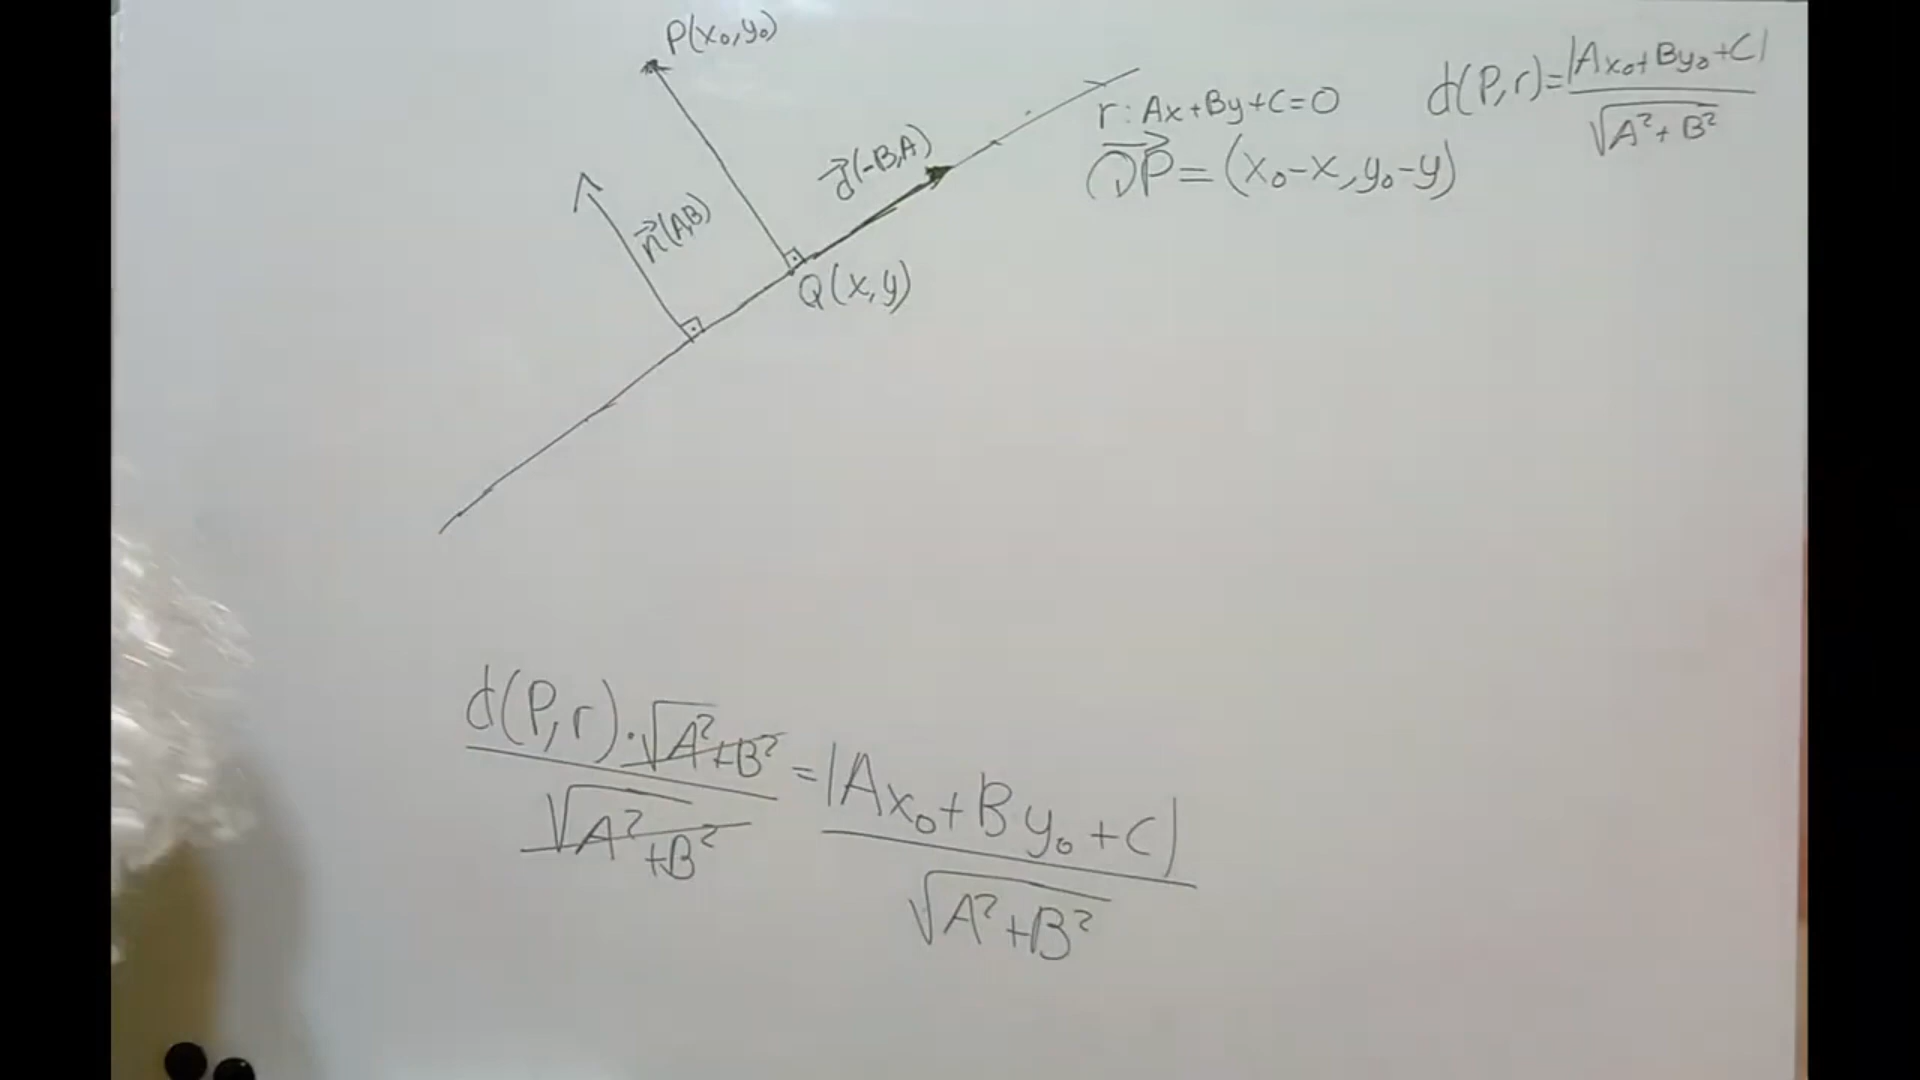 P(x₀,y₀)
n⃗(A,B)
d⃗(-B,A)
Q(x,y)
r: Ax+By+C=0
QP⃗=(x₀-x,y₀-y)
d(P,r)=|Ax₀+By₀+C|
√A²+B²
d(P,r)·√A²+B² = |Ax₀+By₀+C|
√A²+B² √A²+B²